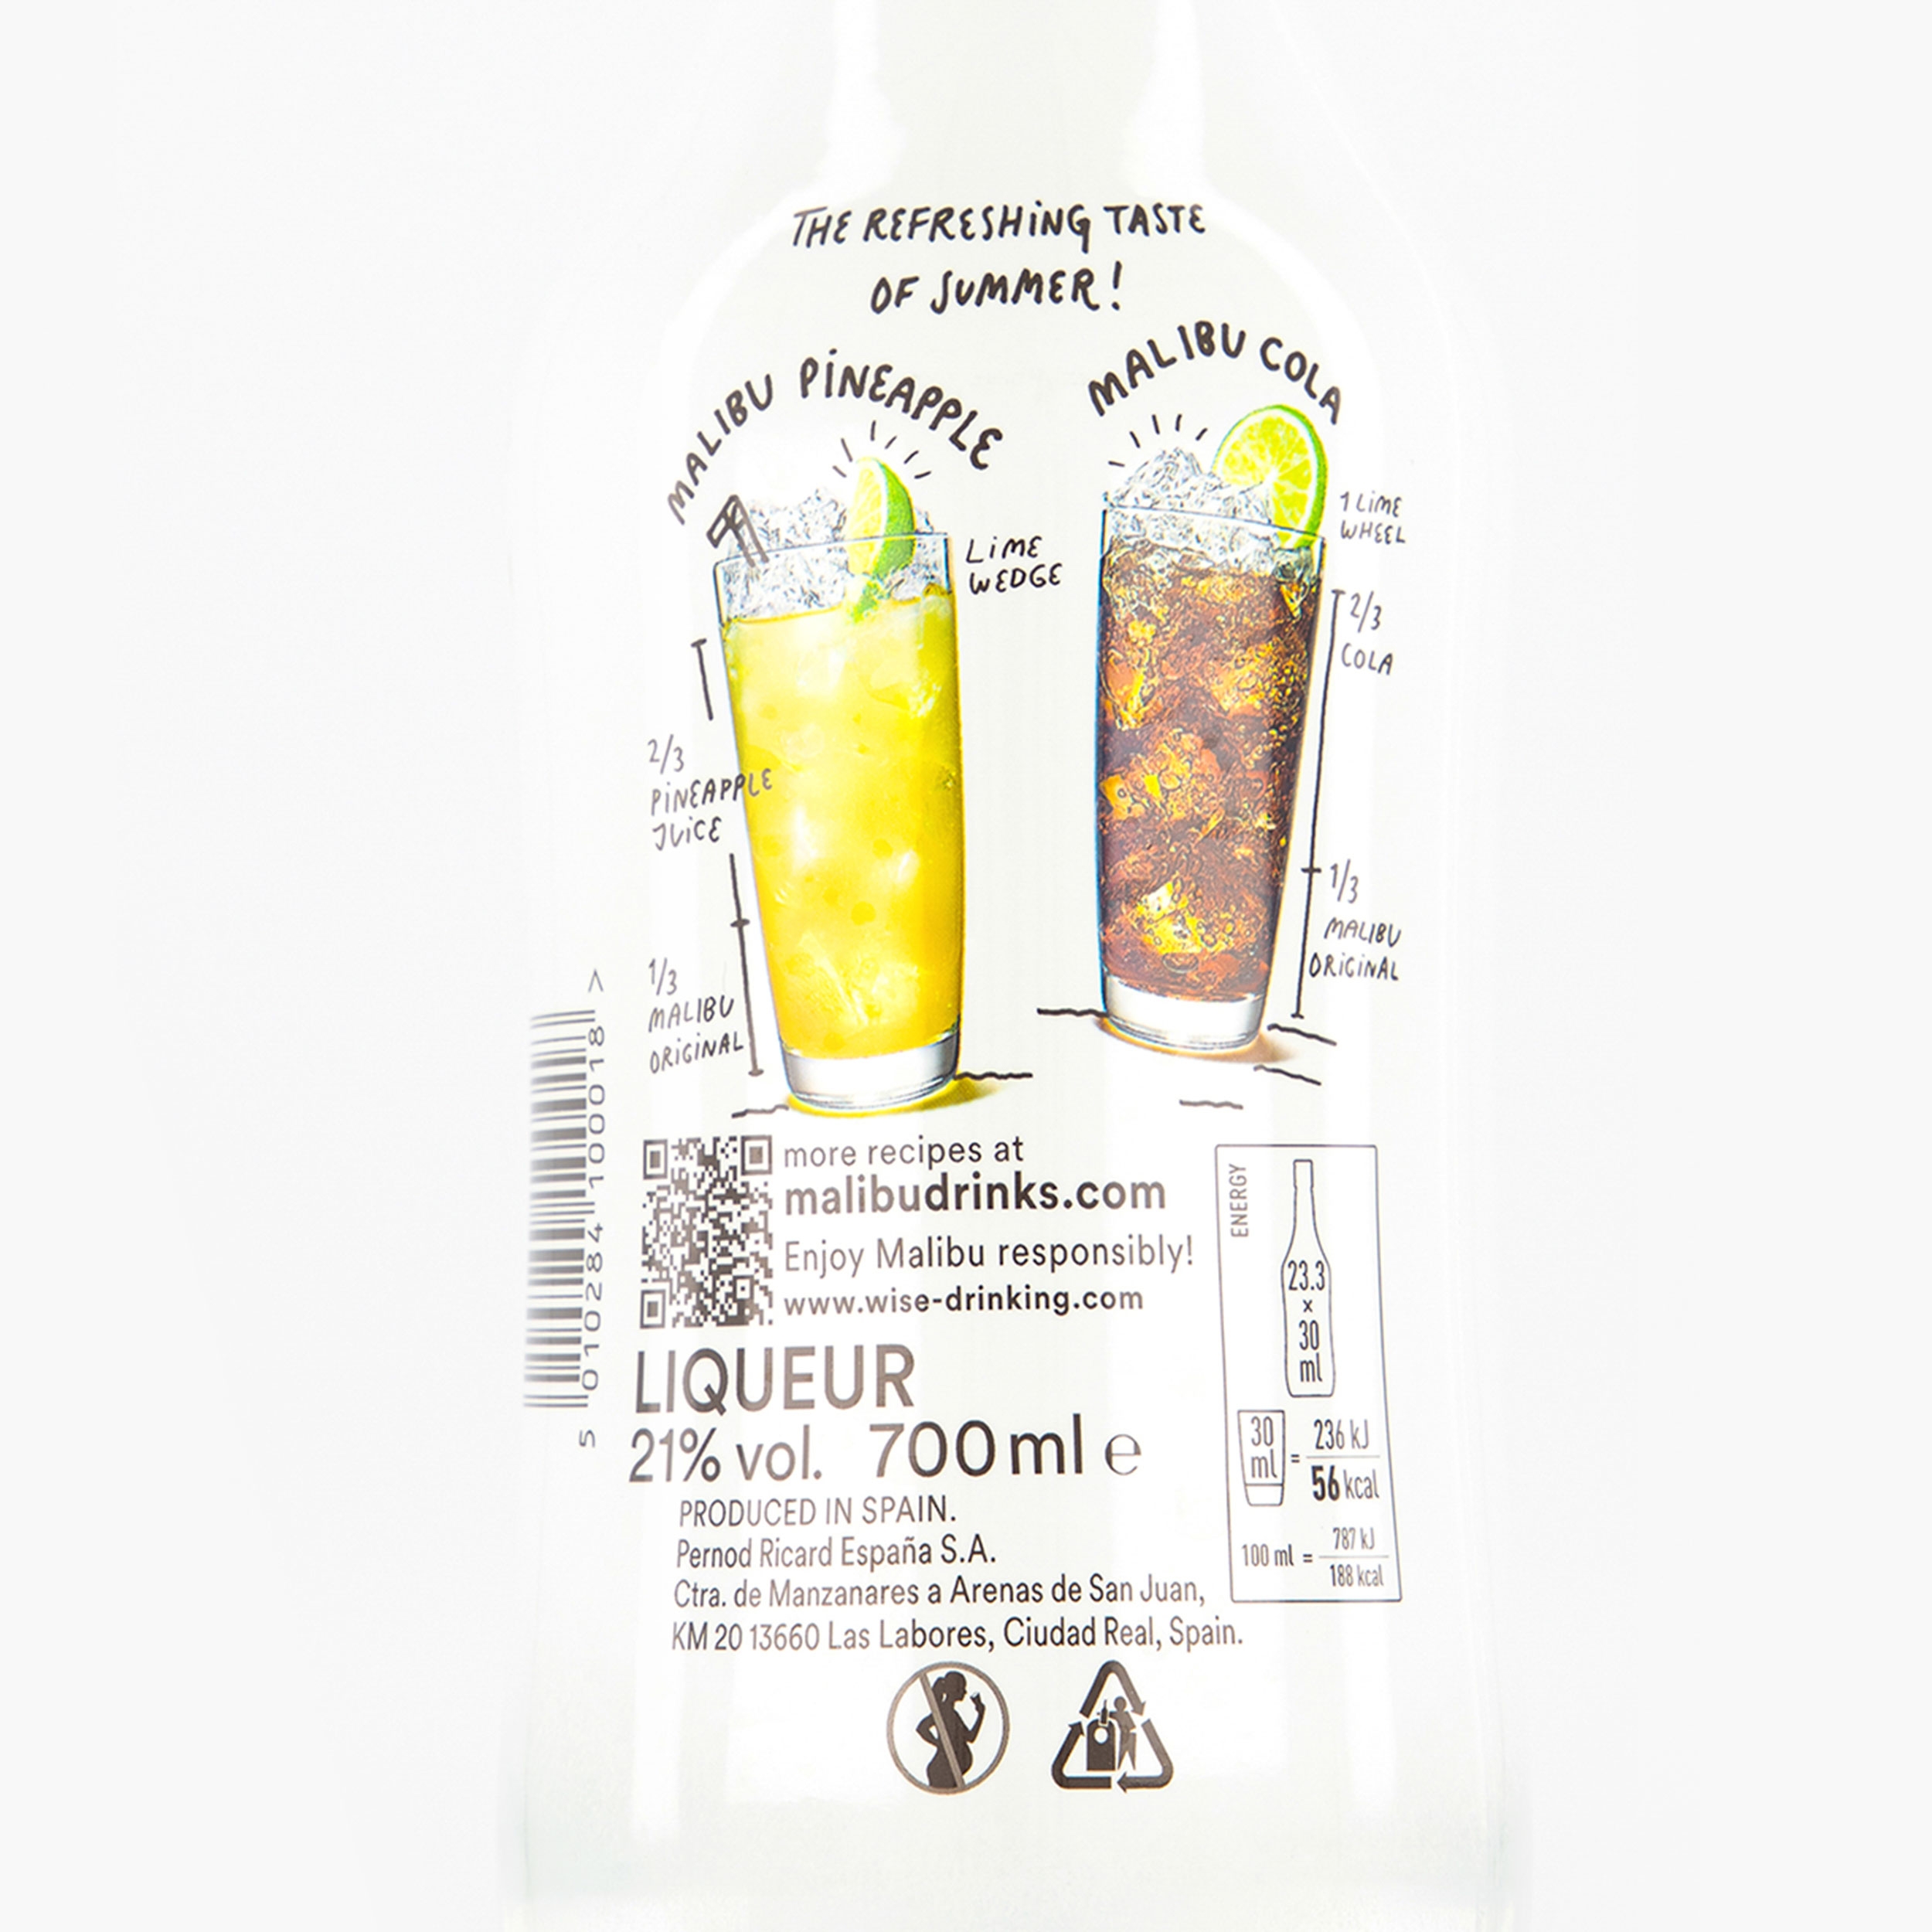 THE REFRESHING TASTE
OF SUMMER!
MALIBU PINEAPPLE
LIME
WEDGE
2/3
PINEAPPLE
JUICE
1/3
MALIBU
ORIGINAL
MALIBU COLA
1 LIME
WHEEL
2/3
COLA
1/3
MALIBU
ORIGINAL
5 010284 100018 >
more recipes at
malibudrinks.com
Enjoy Malibu responsibly!
www.wise-drinking.com
LIQUEUR
21% vol. 700 ml e
PRODUCED IN SPAIN.
Pernod Ricard España S.A.
Ctra. de Manzanares a Arenas de San Juan,
KM 20 13660 Las Labores, Ciudad Real, Spain.
ENERGY
23.3
x
30
ml
30
ml
=
236 kJ
56 kcal
100 ml =
787 kJ
188 kcal